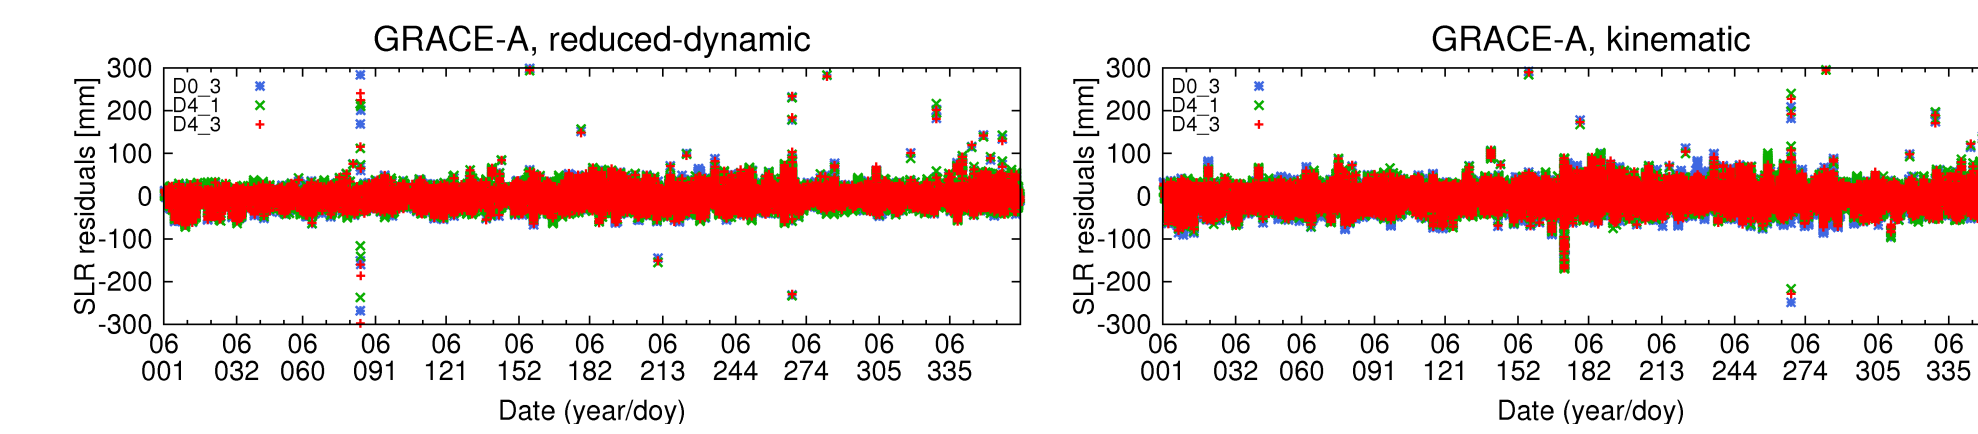 GRACE-A, reduced-dynamic
SLR residuals [mm]
300
200
100
0
-100
-200
-300
D0_3
D4_1
D4_3
06 06 06 06 06 06 06 06 06 06 06 06
001 032 060 091 121 152 182 213 244 274 305 335
Date (year/doy)
GRACE-A, kinematic
SLR residuals [mm]
300
200
100
0
-100
-200
-300
D0_3
D4_1
D4_3
06 06 06 06 06 06 06 06 06 06 06 06
001 032 060 091 121 152 182 213 244 274 305 335
Date (year/doy)